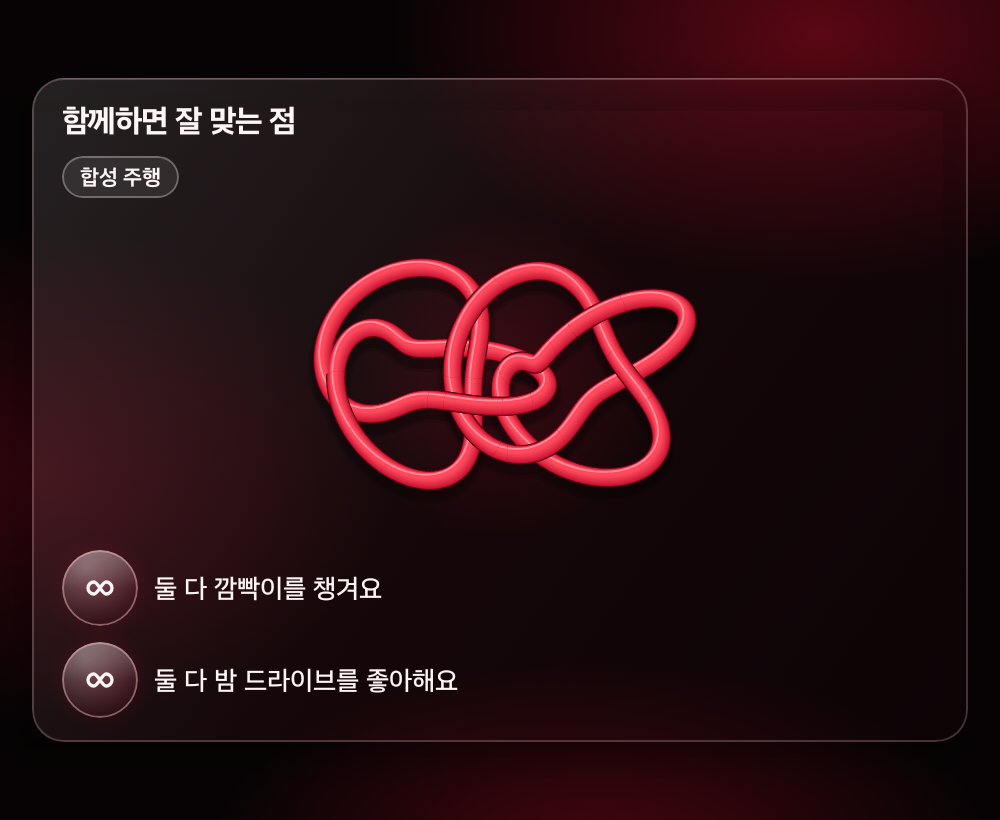 함께하면 잘 맞는 점
합성 주행
∞ 둘 다 깜빡이를 챙겨요
∞ 둘 다 밤 드라이브를 좋아해요